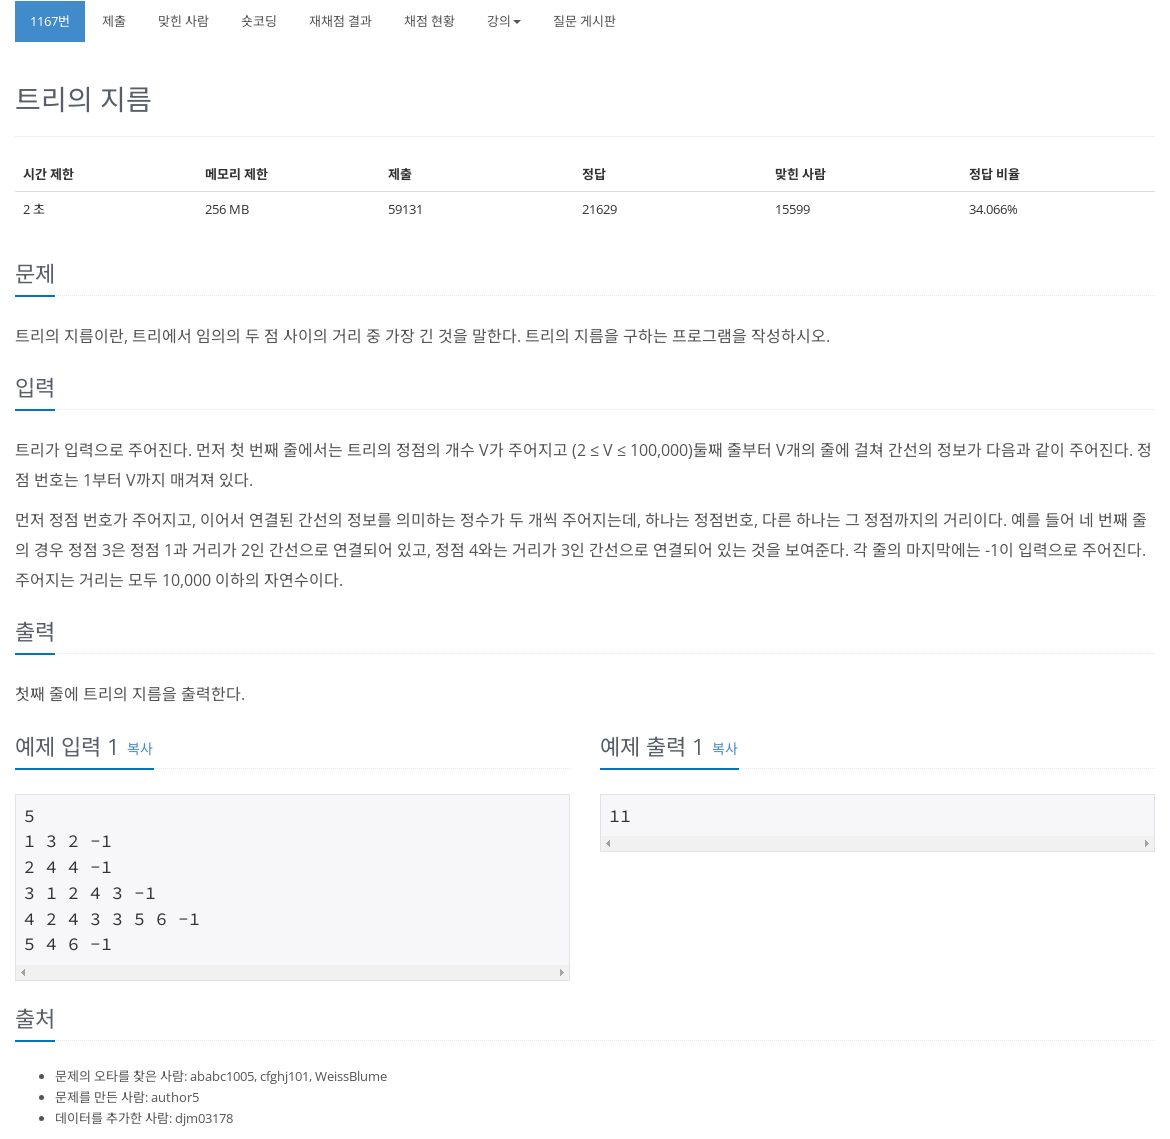 1167번 제출 맞힌 사람 숏코딩 재채점 결과 채점 현황 강의 질문 게시판
트리의 지름
시간 제한 메모리 제한 제출 정답 맞힌 사람 정답 비율
2 초 256 MB 59131 21629 15599 34.066%
문제
트리의 지름이란, 트리에서 임의의 두 점 사이의 거리 중 가장 긴 것을 말한다. 트리의 지름을 구하는 프로그램을 작성하시오.
입력
트리가 입력으로 주어진다. 먼저 첫 번째 줄에서는 트리의 정점의 개수 V가 주어지고 (2 ≤ V ≤ 100,000)둘째 줄부터 V개의 줄에 걸쳐 간선의 정보가 다음과 같이 주어진다. 정
점 번호는 1부터 V까지 매겨져 있다.
먼저 정점 번호가 주어지고, 이어서 연결된 간선의 정보를 의미하는 정수가 두 개씩 주어지는데, 하나는 정점번호, 다른 하나는 그 정점까지의 거리이다. 예를 들어 네 번째 줄
의 경우 정점 3은 정점 1과 거리가 2인 간선으로 연결되어 있고, 정점 4와는 거리가 3인 간선으로 연결되어 있는 것을 보여준다. 각 줄의 마지막에는 -1이 입력으로 주어진다.
주어지는 거리는 모두 10,000 이하의 자연수이다.
출력
첫째 줄에 트리의 지름을 출력한다.
예제 입력 1 복사
5
1 3 2 -1
2 4 4 -1
3 1 2 4 3 -1
4 2 4 3 3 5 6 -1
5 4 6 -1
예제 출력 1 복사
11
출처
문제의 오타를 찾은 사람: ababc1005, cfghj101, WeissBlume
문제를 만든 사람: author5
데이터를 추가한 사람: djm03178